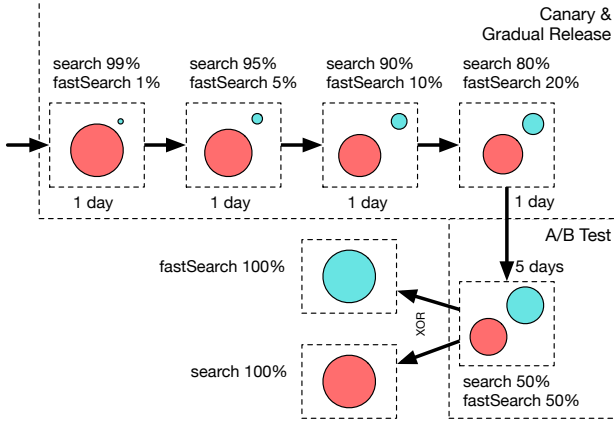 Canary &
Gradual Release
search 99%
fastSearch 1%
search 95%
fastSearch 5%
search 90%
fastSearch 10%
search 80%
fastSearch 20%
1 day
1 day
1 day
1 day
A/B Test
5 days
fastSearch 100%
XOR
search 100%
search 50%
fastSearch 50%